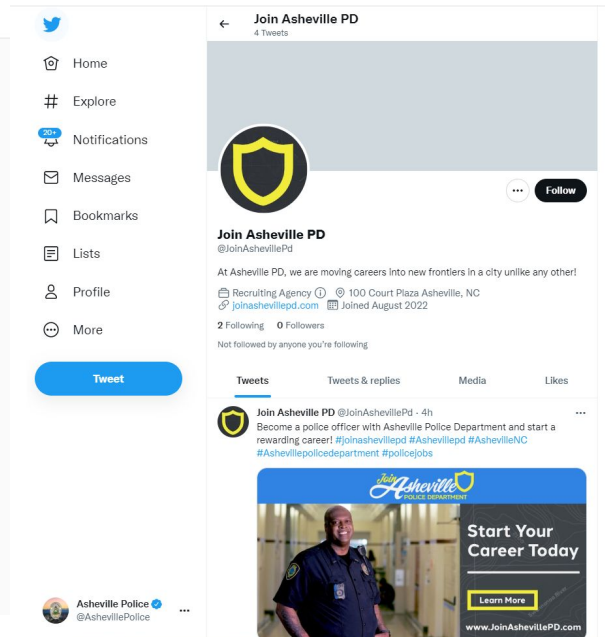 Join Asheville PD
4 Tweets
Home
Explore
20+
Notifications
Messages
Bookmarks
Lists
Profile
More
Tweet
Asheville Police
@AshevillePolice
Follow
Join Asheville PD
@JoinAshevillePd
At Asheville PD, we are moving careers into new frontiers in a city unlike any other!
Recruiting Agency 100 Court Plaza Asheville, NC
joinashevillepd.com Joined August 2022
2 Following 0 Followers
Not followed by anyone you're following
Tweets Tweets & replies Media Likes
Join Asheville PD @JoinAshevillePd · 4h
Become a police officer with Asheville Police Department and start a
rewarding career! #joinashevillepd #Ashevillepd #AshevilleNC
#Ashevillepolicedepartment #policejobs
Join Asheville
POLICE DEPARTMENT
Start Your
Career Today
Learn More
www.JoinAshevillePD.com